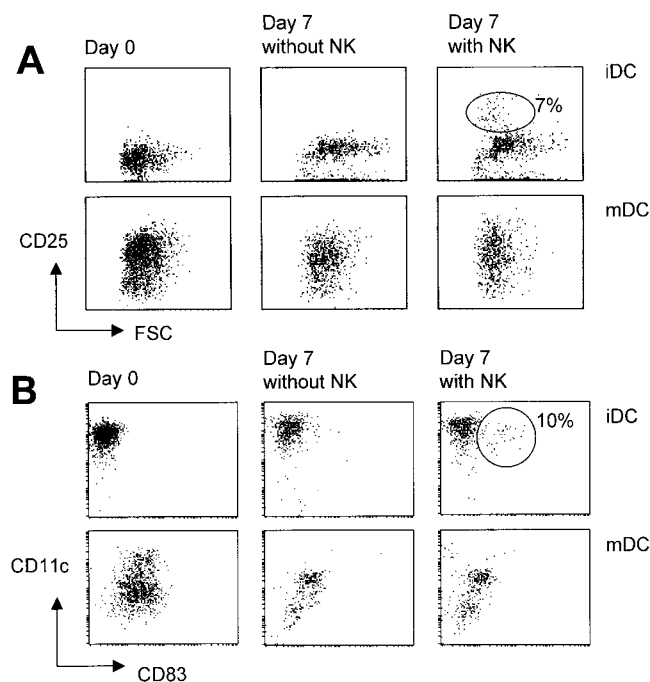 A
Day 0
Day 7
without NK
Day 7
with NK
iDC
7%
mDC
CD25
FSC
B
Day 0
Day 7
without NK
Day 7
with NK
iDC
10%
mDC
CD11c
CD83